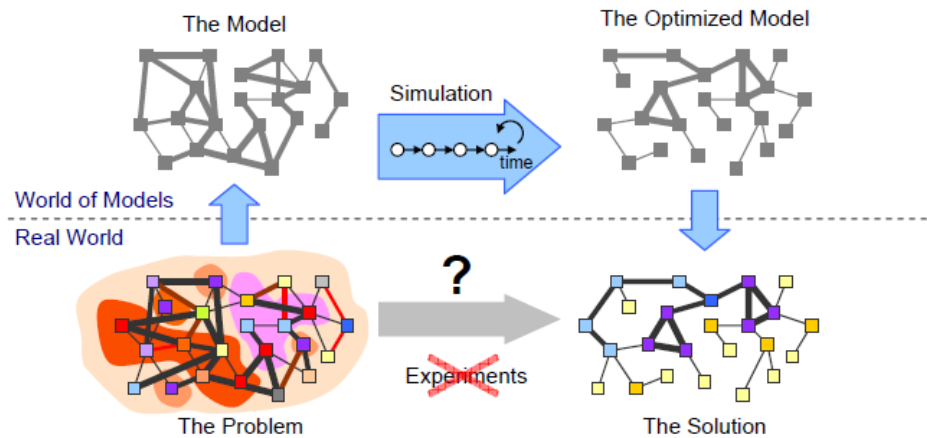 The Model
The Optimized Model
Simulation
time
World of Models
Real World
?
Experiments
The Problem
The Solution